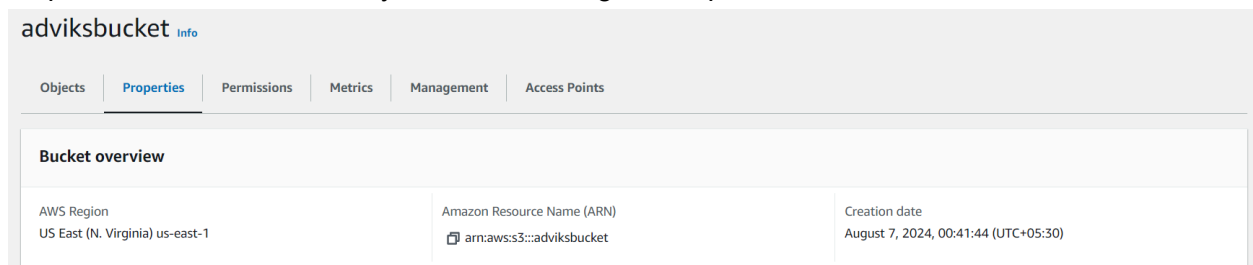 adviksbucket Info
Objects Properties Permissions Metrics Management Access Points
Bucket overview
AWS Region
US East (N. Virginia) us-east-1
Amazon Resource Name (ARN)
arn:aws:s3:::adviksbucket
Creation date
August 7, 2024, 00:41:44 (UTC+05:30)